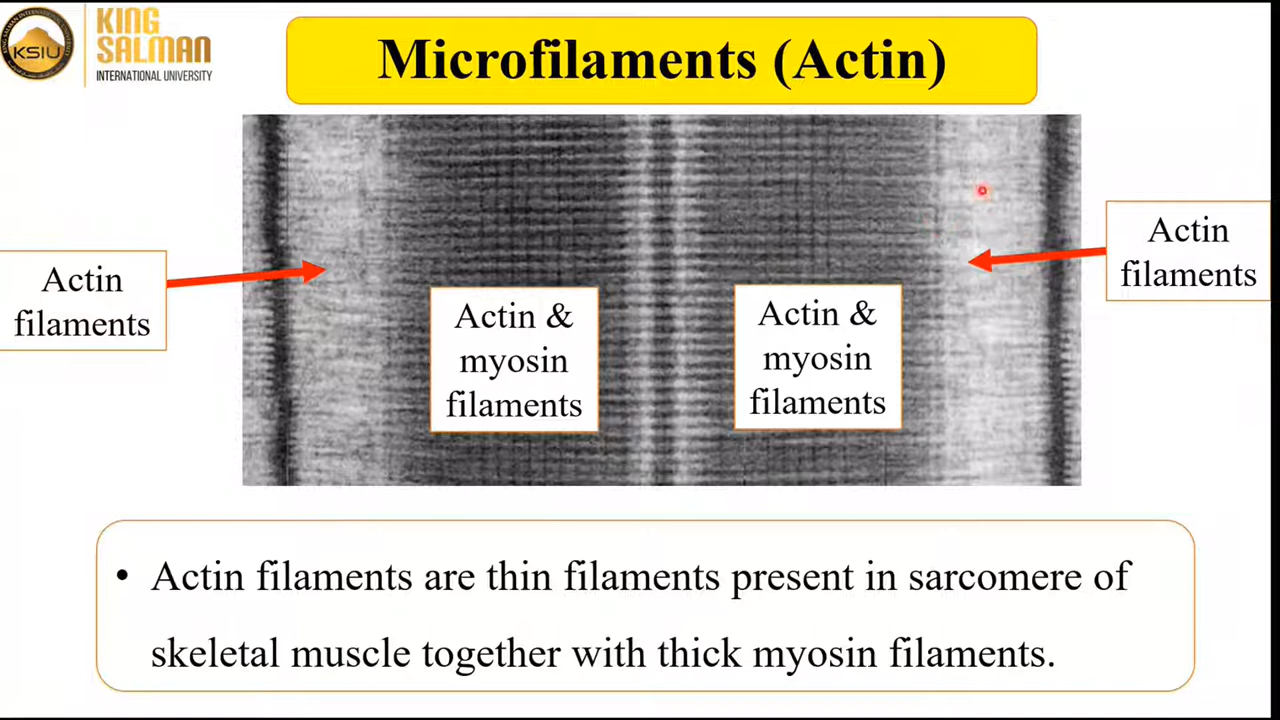 KSIU
KING
SALMAN
INTERNATIONAL UNIVERSITY
Microfilaments (Actin)
Actin
filaments
Actin &
myosin
filaments
Actin &
myosin
filaments
Actin
filaments
• Actin filaments are thin filaments present in sarcomere of
skeletal muscle together with thick myosin filaments.